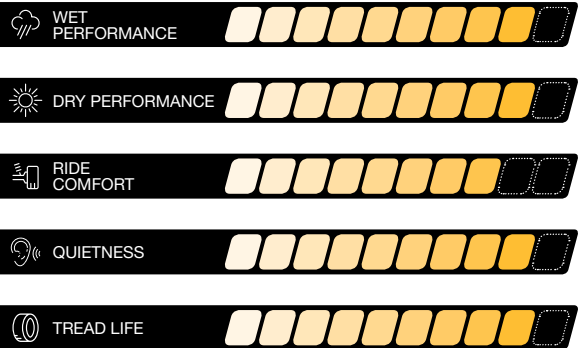 WET
PERFORMANCE
DRY PERFORMANCE
RIDE
COMFORT
QUIETNESS
TREAD LIFE